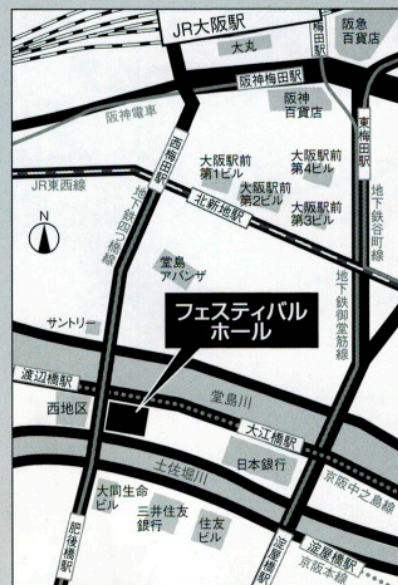 JR大阪駅
梅田駅
阪急
百貨店
大丸
阪神梅田駅
阪神
百貨店
阪神電車
西梅田駅
東梅田駅
大阪駅前
第1ビル
大阪駅前
第4ビル
大阪駅前
第2ビル
大阪駅前
第3ビル
JR東西線
北新地駅
地下鉄谷町線
地下鉄四つ橋線
N
堂島
アバンザ
地下鉄御堂筋線
フェスティバル
ホール
サントリー
渡辺橋駅
堂島川
西地区
大江橋駅
日本銀行
土佐堀川
京阪中之島線
大同生命
ビル
三井住友
銀行
住友
ビル
肥後橋駅
淀屋橋駅
淀屋橋駅
京阪本線